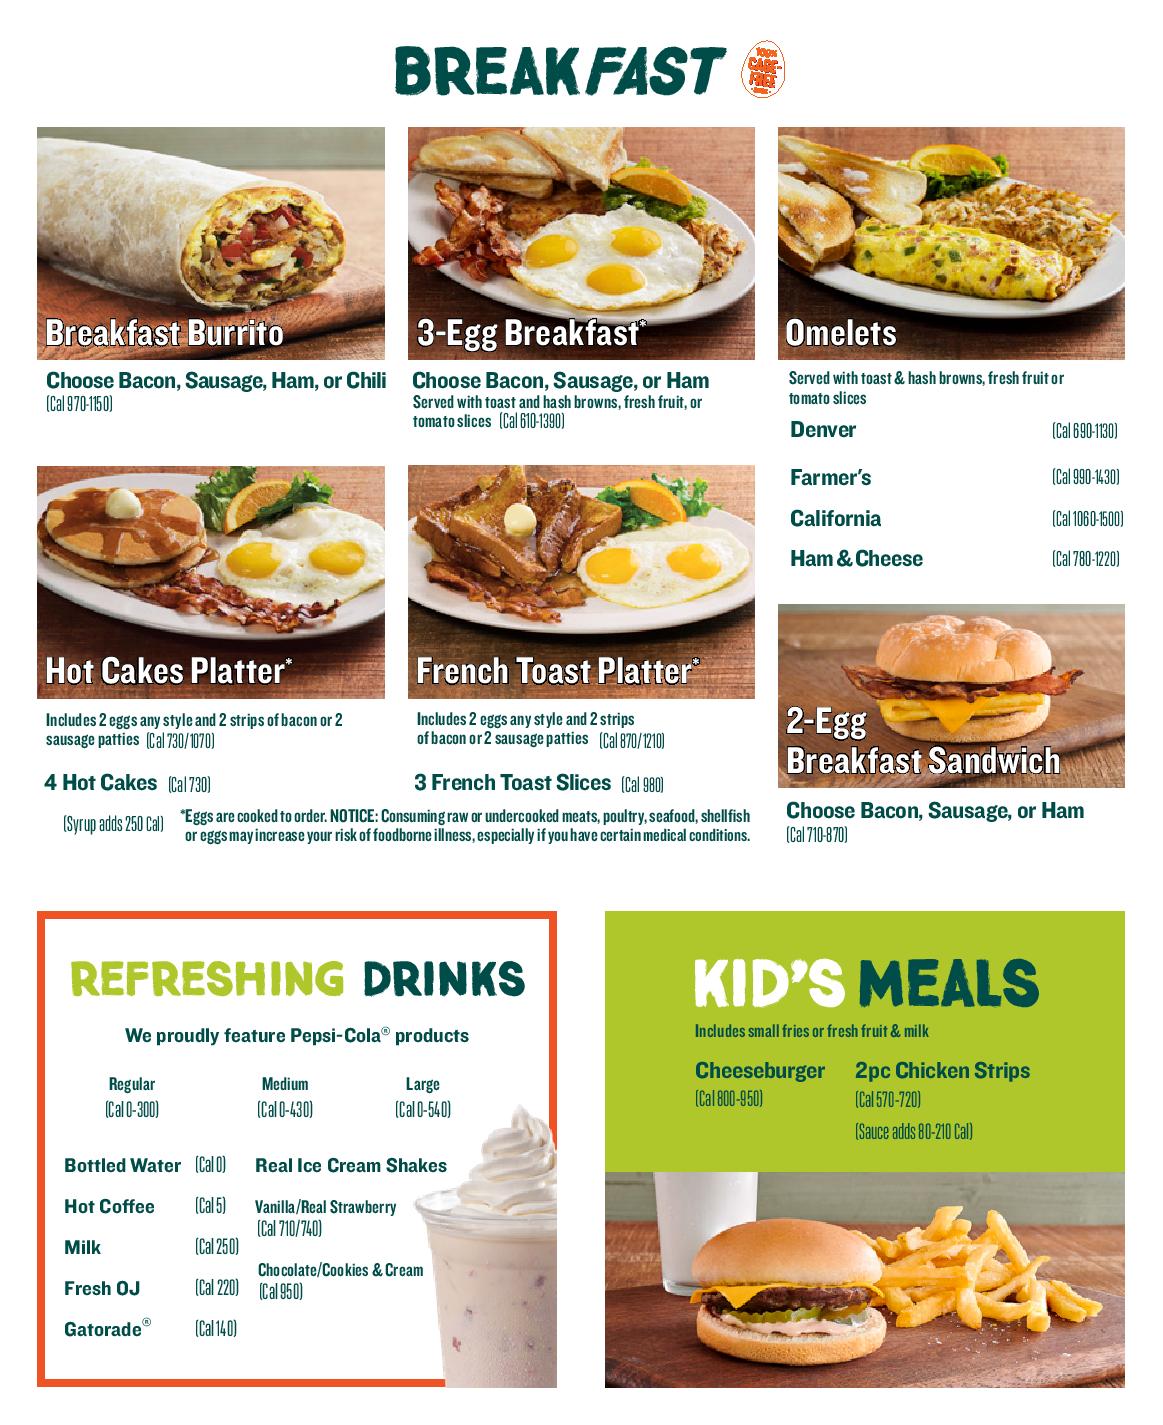 BREAKFAST
100%
CAGE-
FREE
Breakfast Burrito
Choose Bacon, Sausage, Ham, or Chili
(Cal 970-1150)
3-Egg Breakfast*
Choose Bacon, Sausage, or Ham
Served with toast and hash browns, fresh fruit, or
tomato slices (Cal 610-1390)
Omelets
Served with toast & hash browns, fresh fruit or
tomato slices
Denver (Cal 690-1130)
Farmer's (Cal 990-1430)
California (Cal 1060-1500)
Ham & Cheese (Cal 780-1220)
Hot Cakes Platter*
Includes 2 eggs any style and 2 strips of bacon or 2
sausage patties (Cal 730/1070)
4 Hot Cakes (Cal 730)
(Syrup adds 250 Cal)
French Toast Platter*
Includes 2 eggs any style and 2 strips
of bacon or 2 sausage patties (Cal 870/1210)
3 French Toast Slices (Cal 980)
*Eggs are cooked to order. NOTICE: Consuming raw or undercooked meats, poultry, seafood, shellfish
or eggs may increase your risk of foodborne illness, especially if you have certain medical conditions.
2-Egg
Breakfast Sandwich
Choose Bacon, Sausage, or Ham
(Cal 710-870)
REFRESHING DRINKS
We proudly feature Pepsi-Cola® products
Regular Medium Large
(Cal 0-300) (Cal 0-430) (Cal 0-540)
Bottled Water (Cal 0)
Hot Coffee (Cal 5)
Milk (Cal 250)
Fresh OJ (Cal 220)
Gatorade® (Cal 140)
Real Ice Cream Shakes
Vanilla/Real Strawberry
(Cal 710/740)
Chocolate/Cookies & Cream
(Cal 950)
KID'S MEALS
Includes small fries or fresh fruit & milk
Cheeseburger
(Cal 800-950)
2pc Chicken Strips
(Cal 570-720)
(Sauce adds 80-210 Cal)